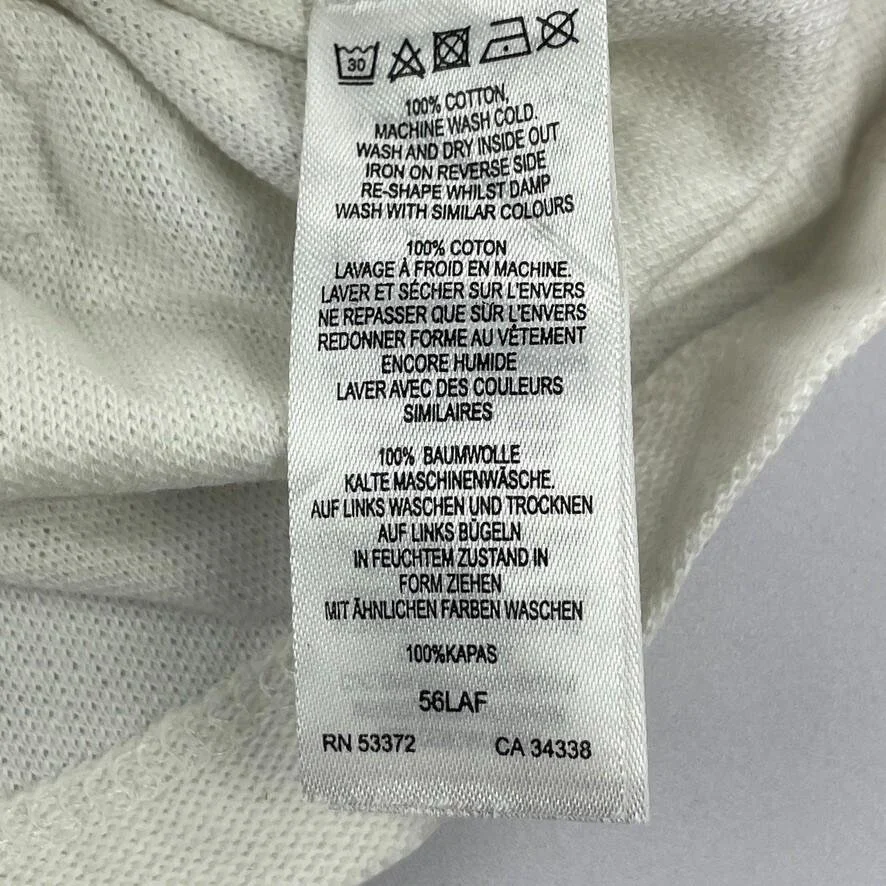 30
100% COTTON,
MACHINE WASH COLD.
WASH AND DRY INSIDE OUT
IRON ON REVERSE SIDE
RE-SHAPE WHILST DAMP
WASH WITH SIMILAR COLOURS
100% COTON
LAVAGE À FROID EN MACHINE.
LAVER ET SÉCHER SUR L'ENVERS
NE REPASSER QUE SUR L'ENVERS
REDONNER FORME AU VÊTEMENT
ENCORE HUMIDE
LAVER AVEC DES COULEURS
SIMILAIRES
100% BAUMWOLLE
KALTE MASCHINENWÄSCHE.
AUF LINKS WASCHEN UND TROCKNEN
AUF LINKS BÜGELN
IN FEUCHTEM ZUSTAND IN
FORM ZIEHEN
MIT ÄHNLICHEN FARBEN WASCHEN
100%KAPAS
56LAF
RN 53372 CA 34338